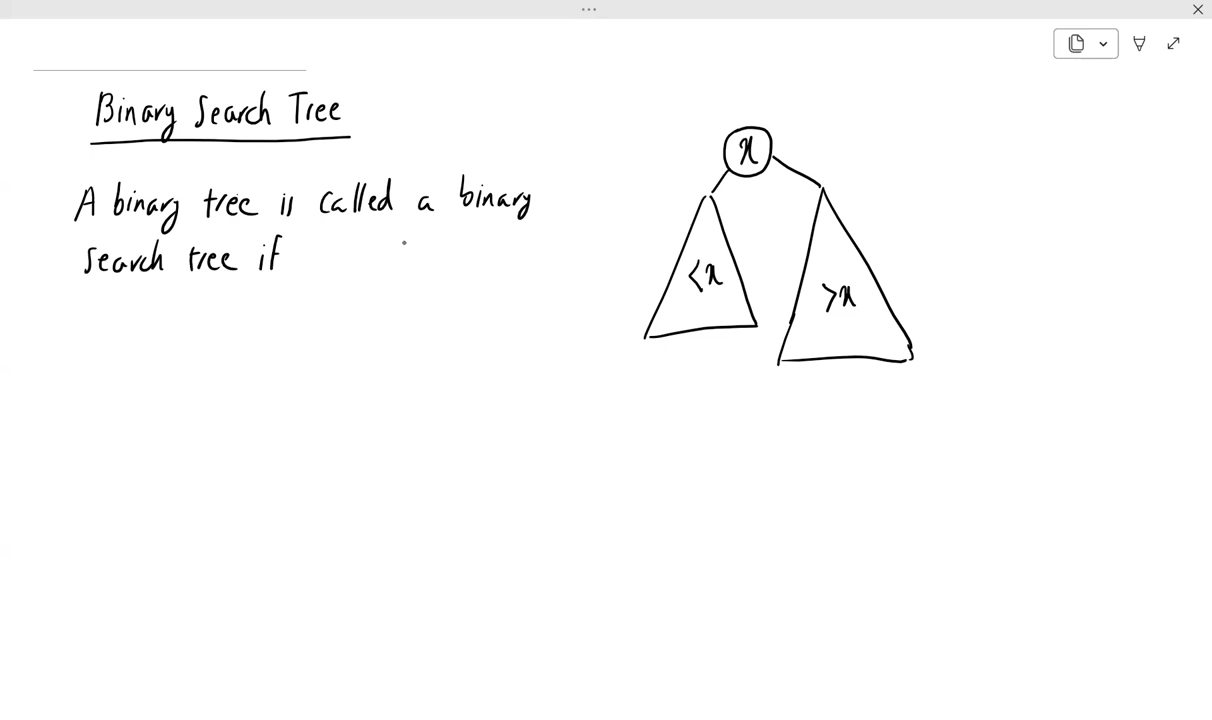 Binary Search Tree
A binary tree is called a binary
search tree if
x
<x
>x